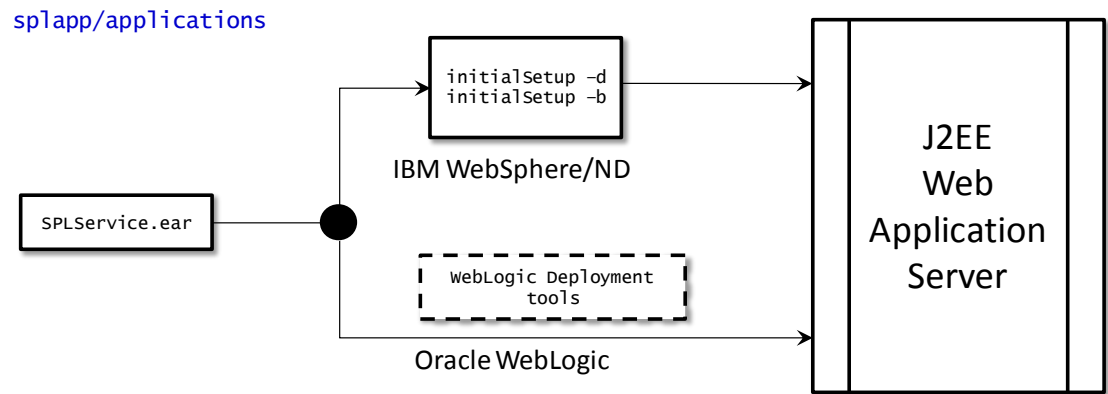 splapp/applications
initialSetup –d
initialSetup –b
IBM WebSphere/ND
SPLService.ear
WebLogic Deployment
tools
Oracle WebLogic
J2EE
Web
Application
Server